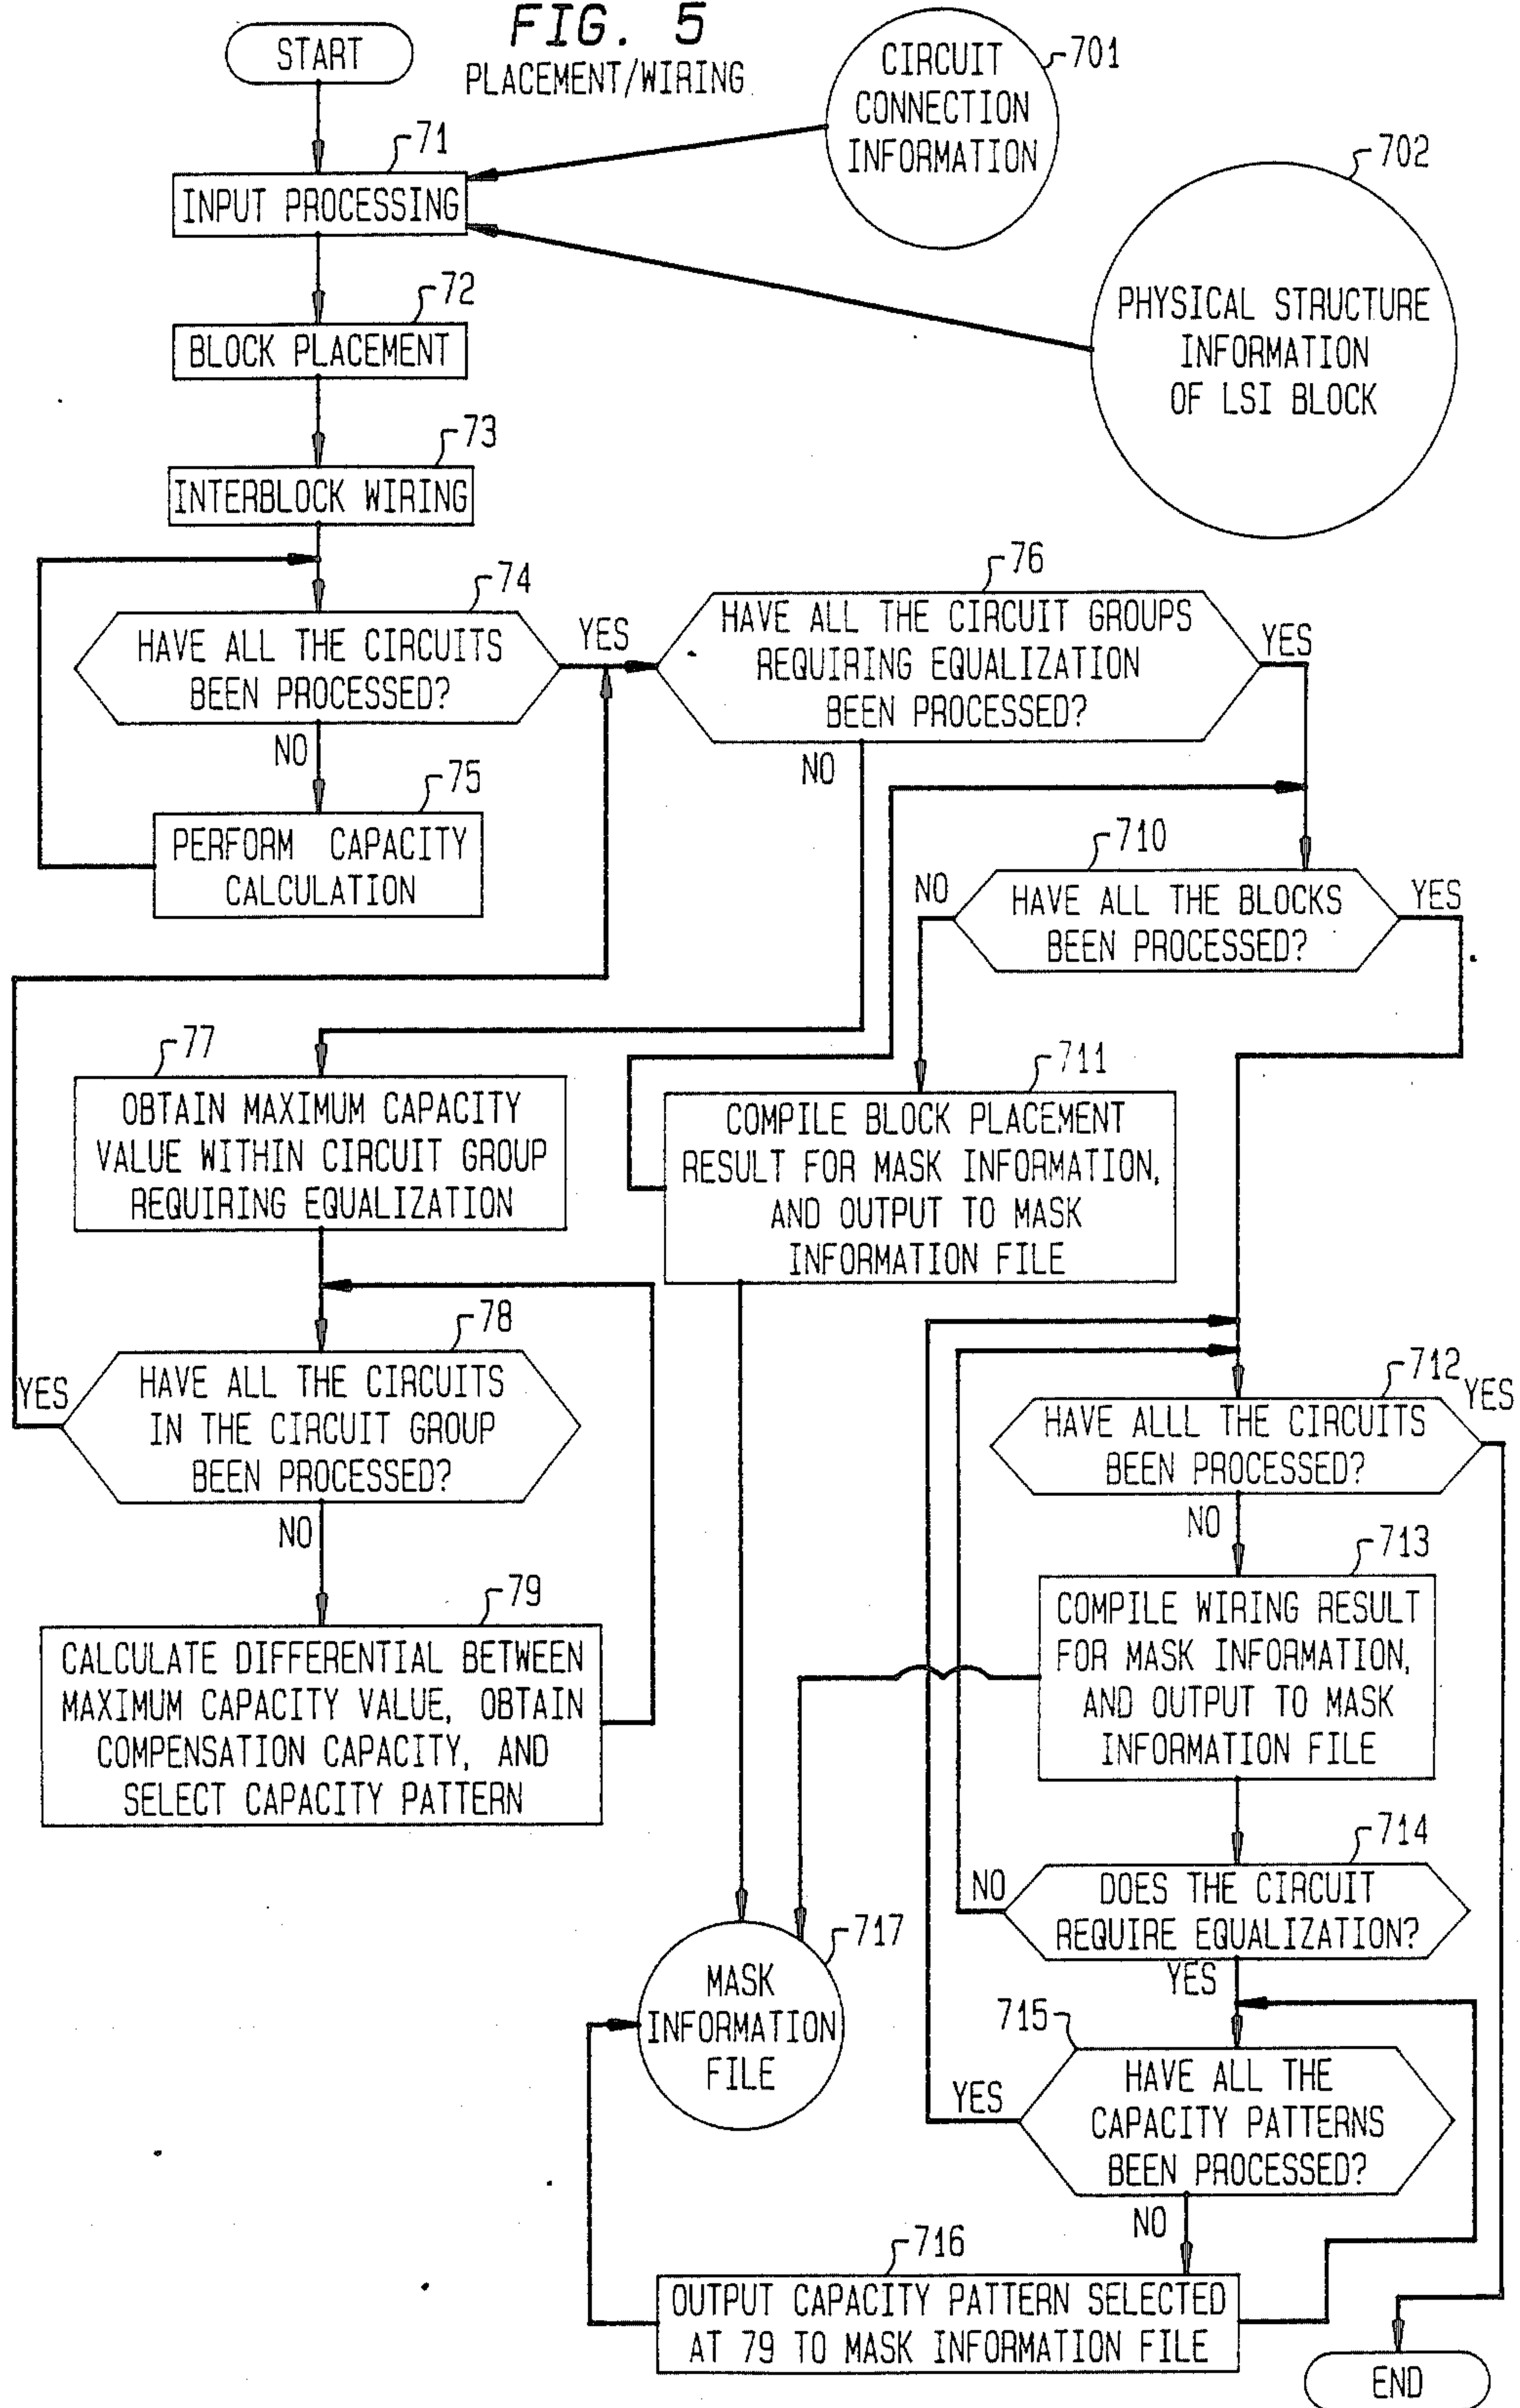 FIG. 5
PLACEMENT/WIRING
START
CIRCUIT
CONNECTION
INFORMATION
701
71
INPUT PROCESSING
702
PHYSICAL STRUCTURE
INFORMATION
OF LSI BLOCK
72
BLOCK PLACEMENT
73
INTERBLOCK WIRING
74
HAVE ALL THE CIRCUITS
BEEN PROCESSED?
YES
NO
75
PERFORM CAPACITY
CALCULATION
76
HAVE ALL THE CIRCUIT GROUPS
REQUIRING EQUALIZATION
BEEN PROCESSED?
YES
NO
710
HAVE ALL THE BLOCKS
BEEN PROCESSED?
NO
YES
77
OBTAIN MAXIMUM CAPACITY
VALUE WITHIN CIRCUIT GROUP
REQUIRING EQUALIZATION
711
COMPILE BLOCK PLACEMENT
RESULT FOR MASK INFORMATION,
AND OUTPUT TO MASK
INFORMATION FILE
78
HAVE ALL THE CIRCUITS
IN THE CIRCUIT GROUP
BEEN PROCESSED?
YES
NO
712
HAVE ALLL THE CIRCUITS
BEEN PROCESSED?
YES
NO
79
CALCULATE DIFFERENTIAL BETWEEN
MAXIMUM CAPACITY VALUE, OBTAIN
COMPENSATION CAPACITY, AND
SELECT CAPACITY PATTERN
713
COMPILE WIRING RESULT
FOR MASK INFORMATION,
AND OUTPUT TO MASK
INFORMATION FILE
714
DOES THE CIRCUIT
REQUIRE EQUALIZATION?
NO
YES
717
MASK
INFORMATION
FILE
715
HAVE ALL THE
CAPACITY PATTERNS
BEEN PROCESSED?
YES
NO
716
OUTPUT CAPACITY PATTERN SELECTED
AT 79 TO MASK INFORMATION FILE
END